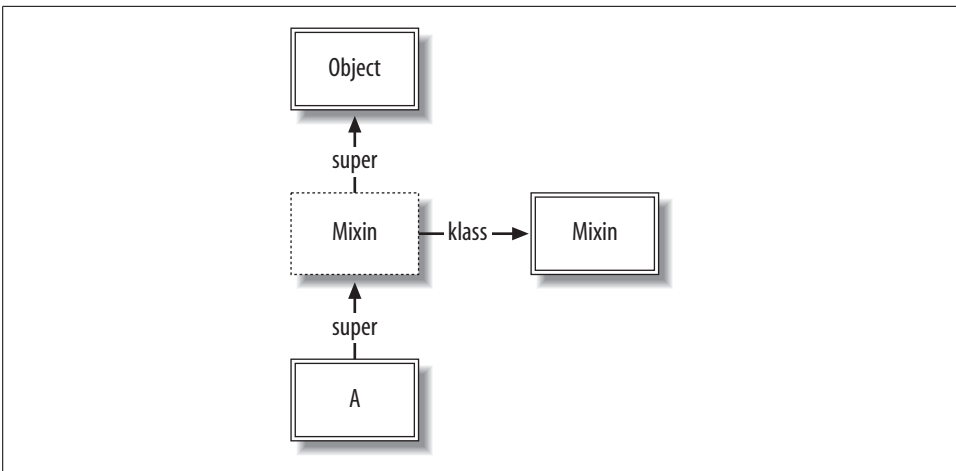 Object
super
Mixin
klass
Mixin
super
A